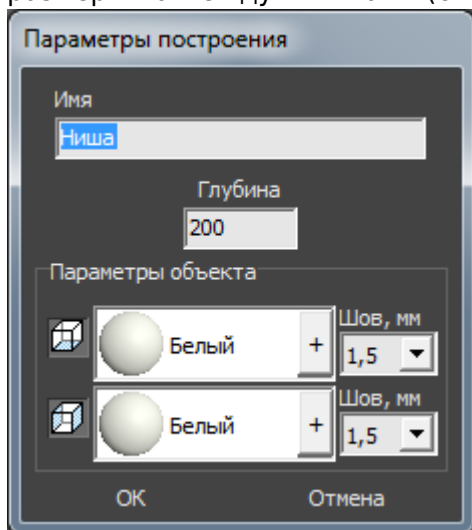 Параметры построения
Имя
Ниша
Глубина
200
Параметры объекта
Шов, мм
Белый + 1,5
Шов, мм
Белый + 1,5
ОК Отмена